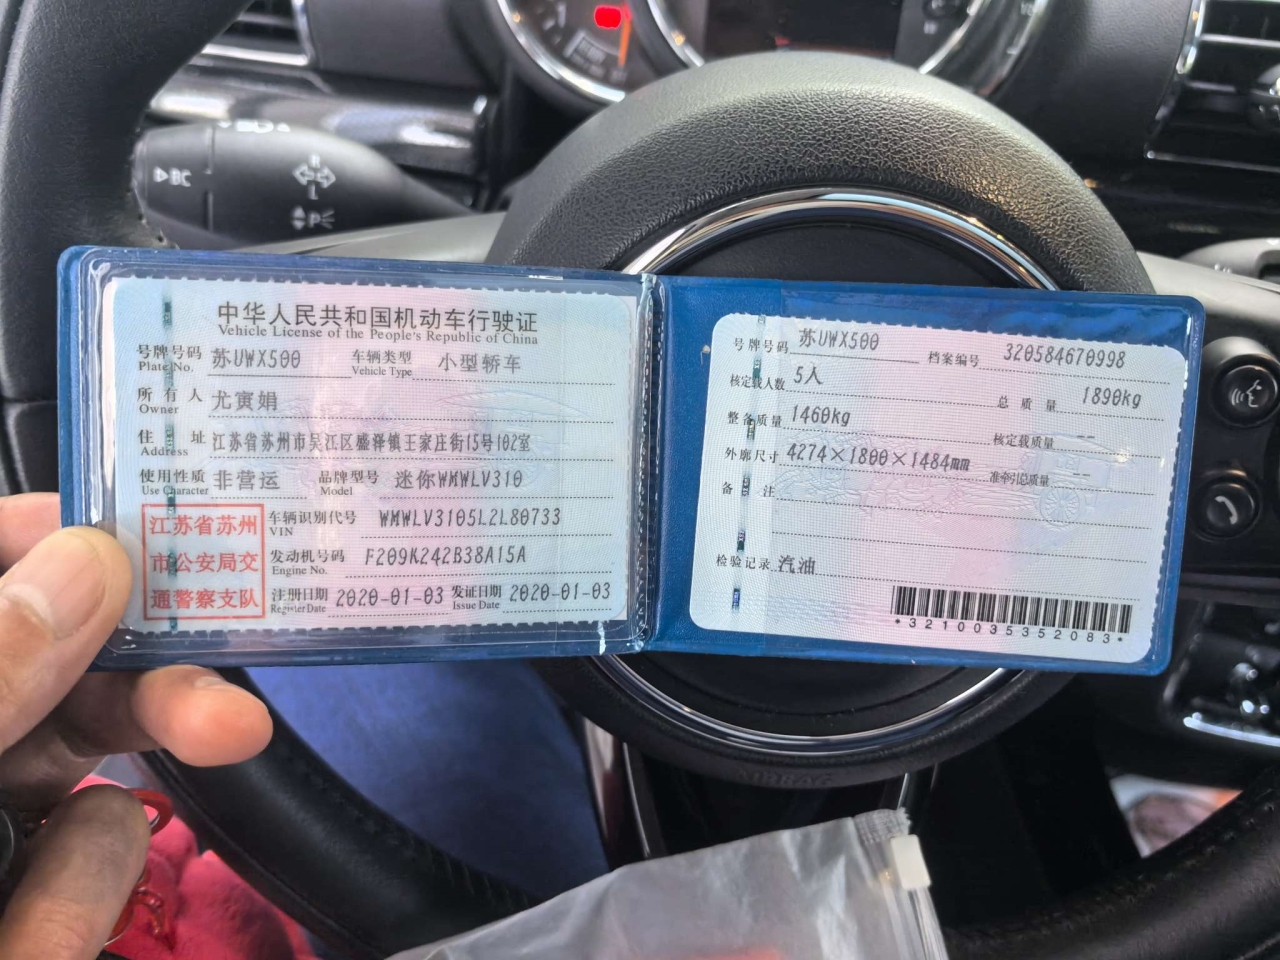 BC
R
L
P
中华人民共和国机动车行驶证
Vehicle License of the People's Republic of China
号牌号码 苏UWX500 车辆类型 小型轿车
Plate No. Vehicle Type
所有人 尤寅娟
Owner
住址 江苏省苏州市吴江区盛泽镇王家庄街15号102室
Address
使用性质 非营运 品牌型号 迷你WMWLV310
Use Character Model
江苏省苏州
市公安局交
通警察支队
车辆识别代号 WMWLV3105L2L80733
VIN
发动机号码 F209K242B38A15A
Engine No.
注册日期 2020-01-03 发证日期 2020-01-03
Register Date Issue Date
号牌号码 苏UWX500 档案编号 320584670998
核定载人数 5人 总质量 1890kg
整备质量 1460kg 核定载质量 --
外廓尺寸 4274×1800×1484mm 准牵引总质量 --
备注
检验记录 汽油
*3210035352083*